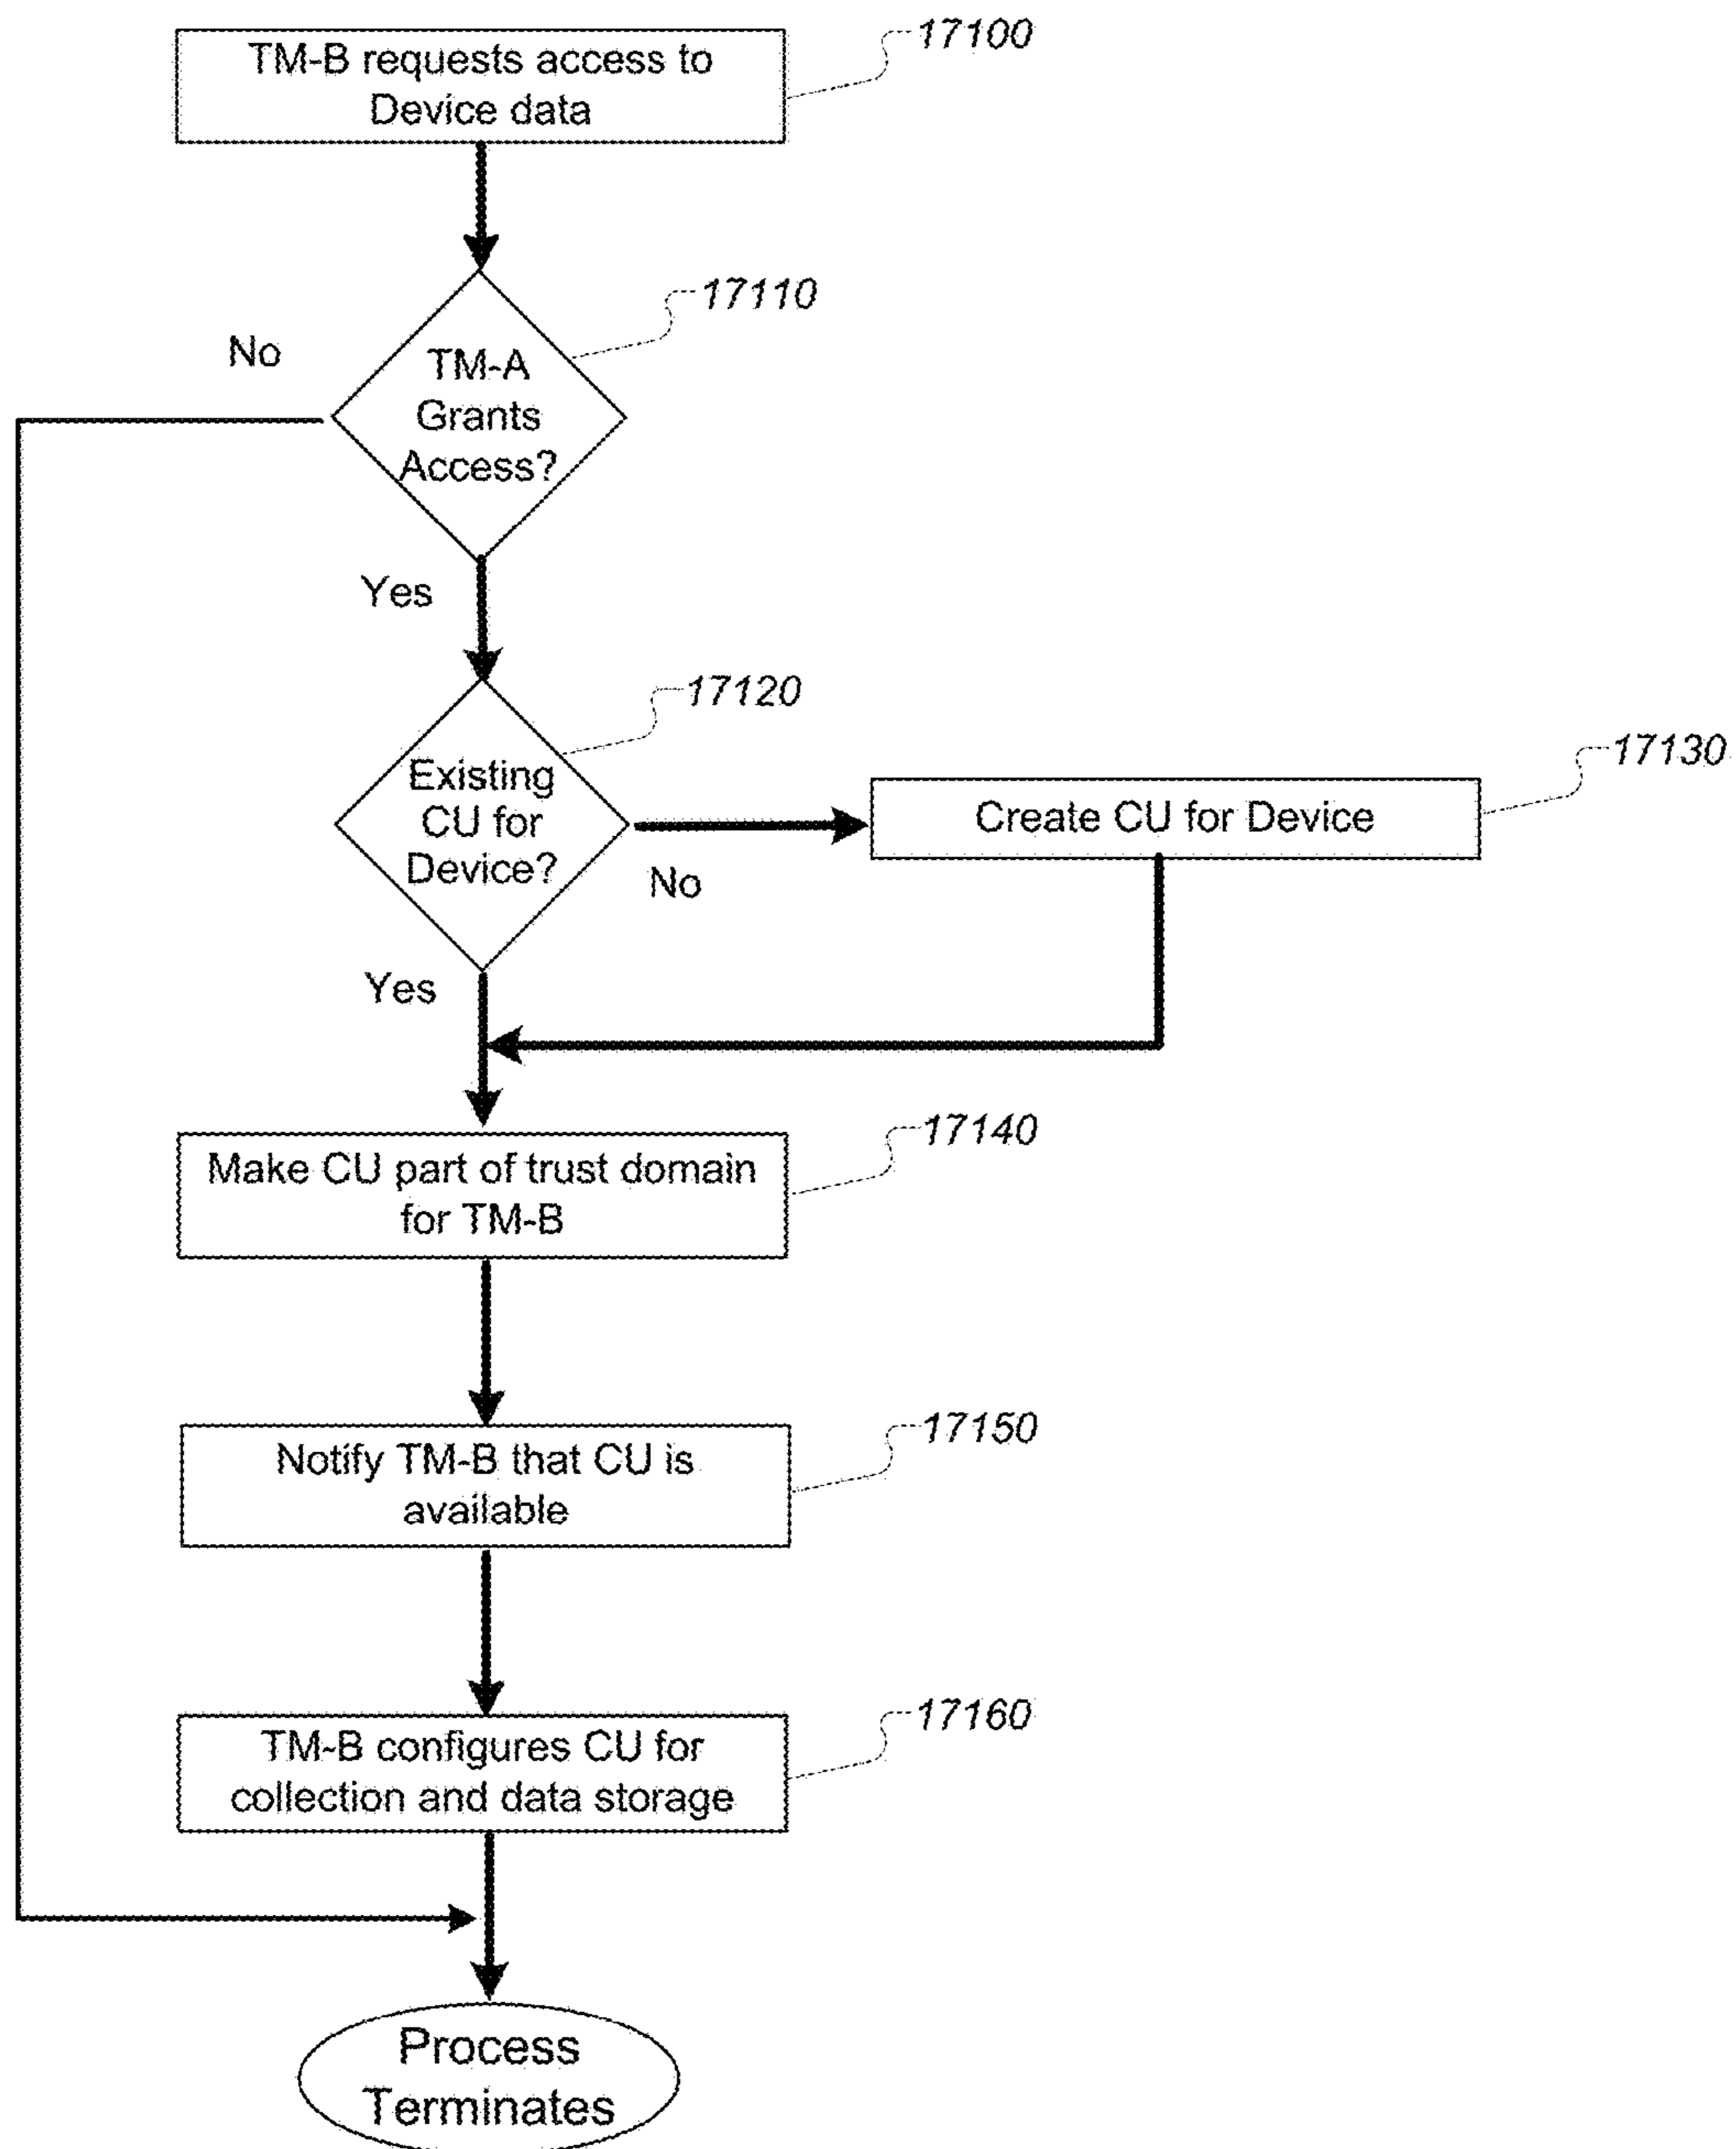 TM-B requests access to
Device data
17100
17110
No
TM-A
Grants
Access?
Yes
17120
Existing
CU for
Device?
No
17130
Create CU for Device
Yes
17140
Make CU part of trust domain
for TM-B
17150
Notify TM-B that CU is
available
17160
TM-B configures CU for
collection and data storage
Process
Terminates